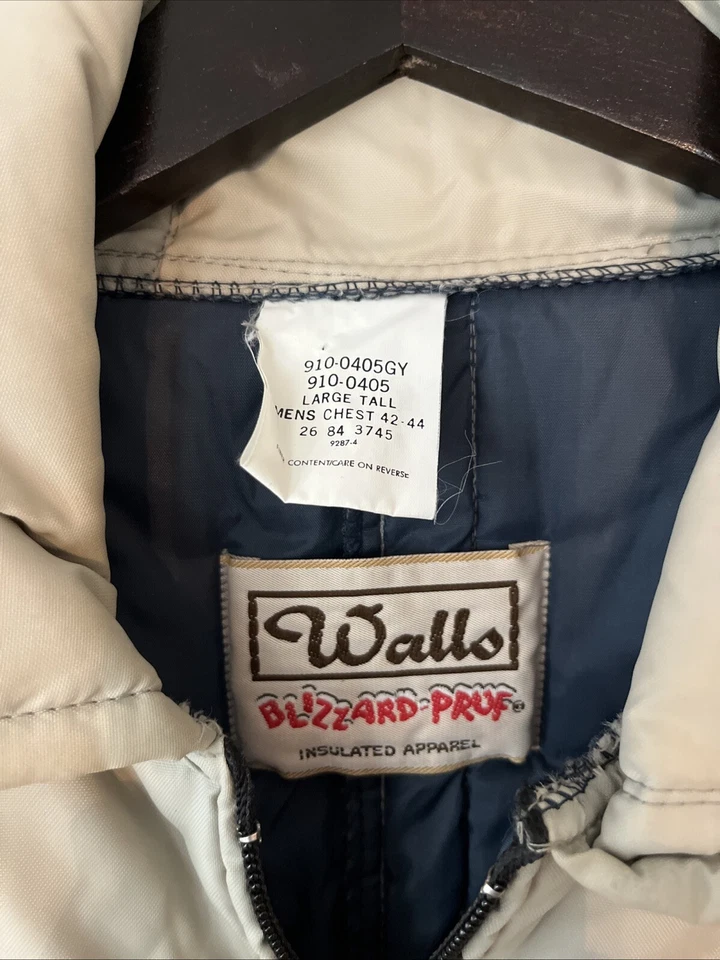 910-0405GY
910-0405
LARGE TALL
MENS CHEST 42-44
26 84 3745
9287-4
CONTENT/CARE ON REVERSE
Walls
BLIZZARD-PRUF®
INSULATED APPAREL